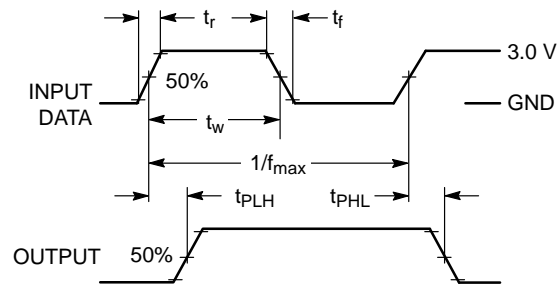 tr
tf
3.0 V
50%
INPUT
DATA
GND
tw
1/fmax
tPLH
tPHL
OUTPUT
50%